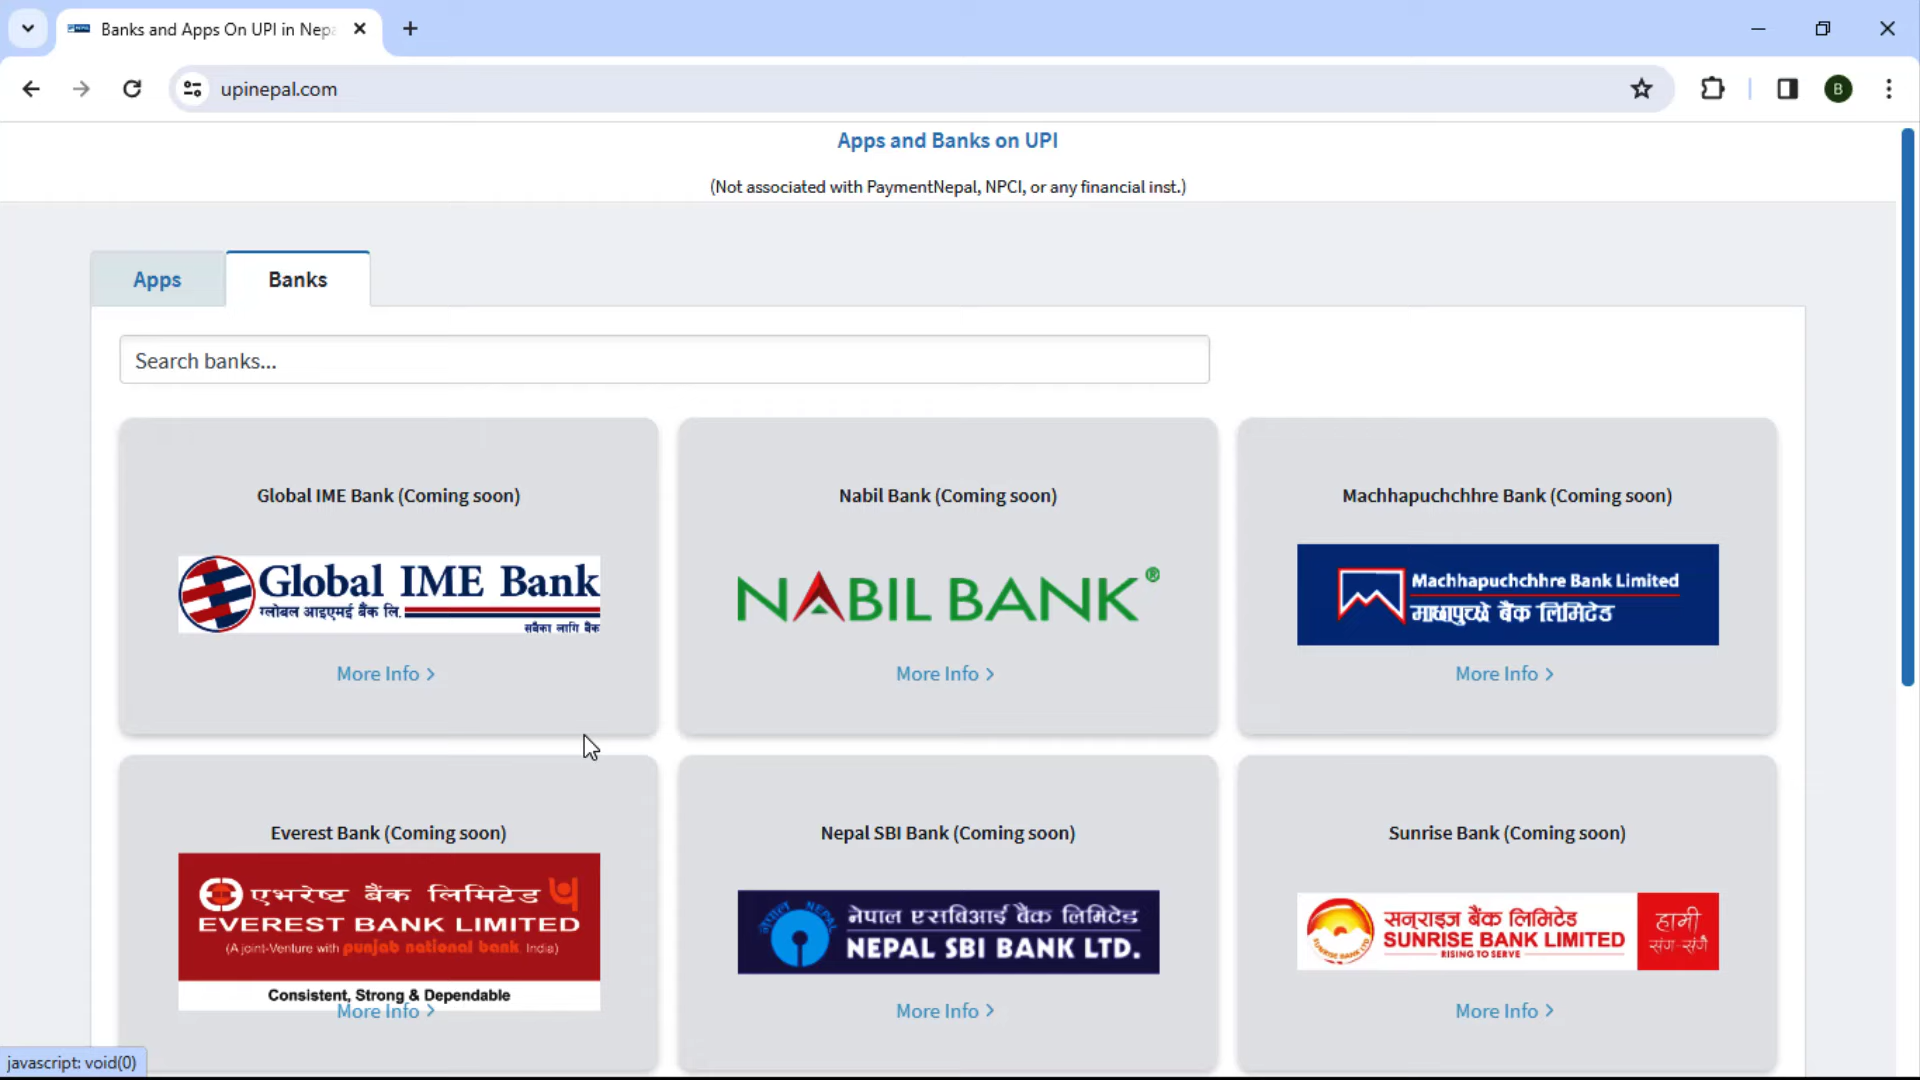 Banks and Apps On UPI in Nepa
upinepal.com
B
Apps and Banks on UPI
(Not associated with PaymentNepal, NPCI, or any financial inst.)
Apps
Banks
Search banks...
Global IME Bank (Coming soon)
Nabil Bank (Coming soon)
Machhapuchchhre Bank (Coming soon)
Global IME Bank
ग्लोबल आइएमई बैंक लि.
सबैका लागि बैंक
NABIL BANK®
Machhapuchchhre Bank Limited
माछापुच्छ्रे बैंक लिमिटेड
More Info >
More Info >
More Info >
Everest Bank (Coming soon)
Nepal SBI Bank (Coming soon)
Sunrise Bank (Coming soon)
एभरेष्ट बैंक लिमिटेड
EVEREST BANK LIMITED
(A joint-Venture with punjab national bank, India)
Consistent, Strong & Dependable
NEPAL
नेपाल
नेपाल एसबिआई बैंक लिमिटेड
NEPAL SBI BANK LTD.
SUNRISE BANK LTD
सनराइज बैंक लिमिटेड
SUNRISE BANK LIMITED
RISING TO SERVE
हामी
संग-संगै
More Info >
More Info >
More Info >
javascript: void(0)